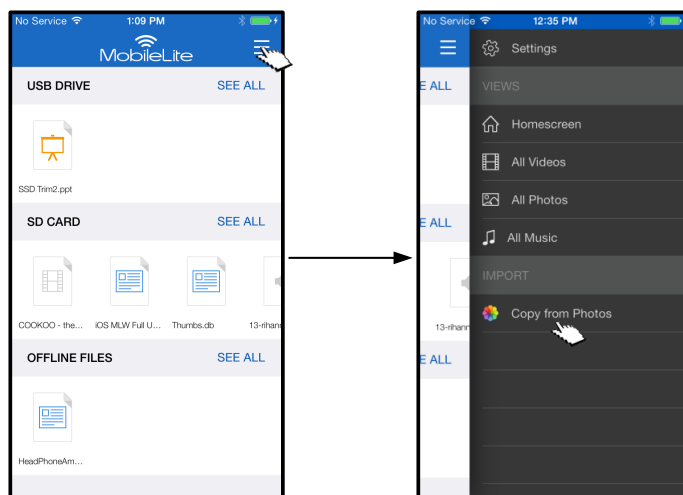 No Service 1:09 PM
MobileLite
USB DRIVE SEE ALL
SSD Trim2.ppt
SD CARD SEE ALL
COOKOO - the... iOS MLW Full U... Thumbs.db 13-rihann
OFFLINE FILES SEE ALL
HeadPhoneAm...
No Service 12:35 PM
Settings
E ALL VIEWS
Homescreen
All Videos
All Photos
E ALL
All Music
IMPORT
Copy from Photos
13-rihann
E ALL